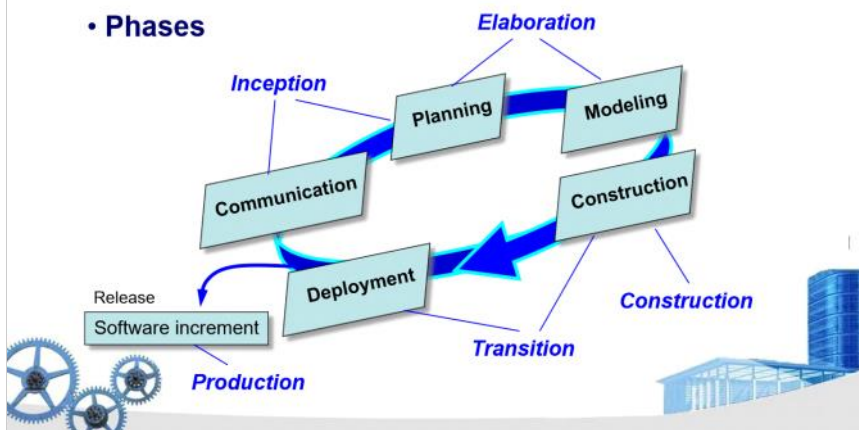 • Phases
Elaboration
Inception
Planning
Modeling
Communication
Construction
Deployment
Release
Software increment
Construction
Transition
Production